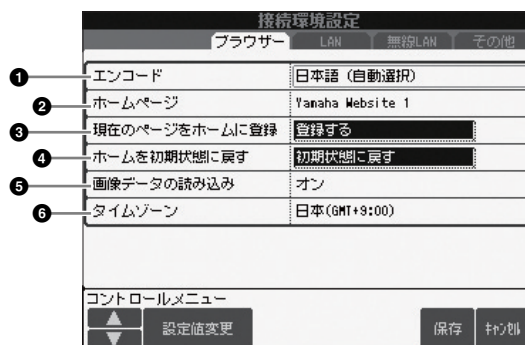 接続環境設定
ブラウザー LAN 無線LAN その他
❶ エンコード 日本語 (自動選択)
❷ ホームページ Yamaha Website 1
❸ 現在のページをホームに登録 登録する
❹ ホームを初期状態に戻す 初期状態に戻す
❺ 画像データの読み込み オン
❻ タイムゾーン 日本(GMT+9:00)
コントロールメニュー
▲ ▼ 設定値変更 保存 キャンセル